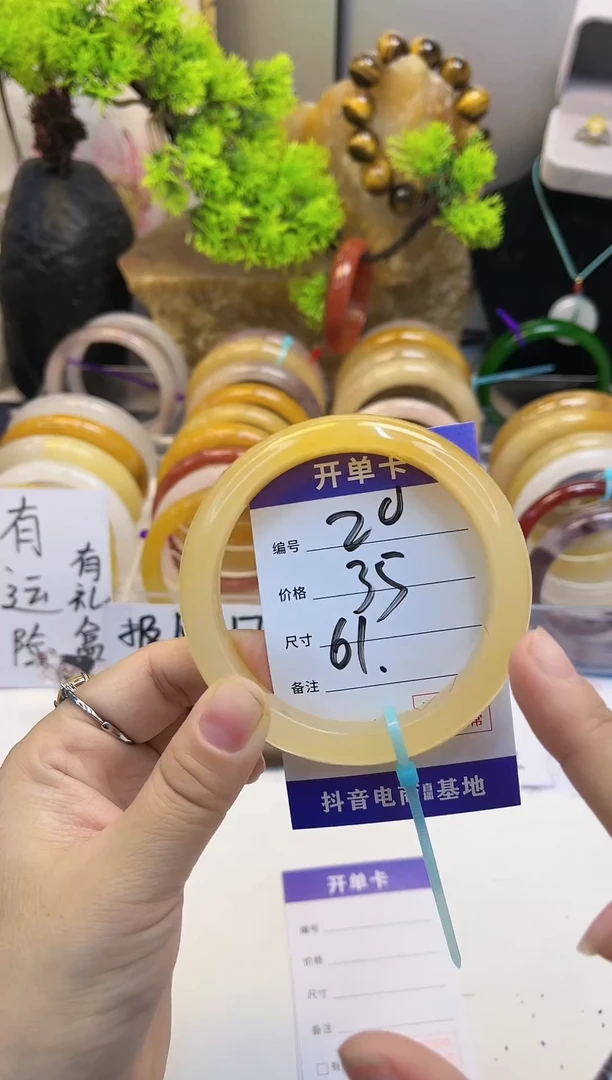 开单卡
编号 20
价格 35
尺寸 61.
备注
抖音电商基地
有运险
有礼盒
开单卡
编号
价格
尺寸
备注